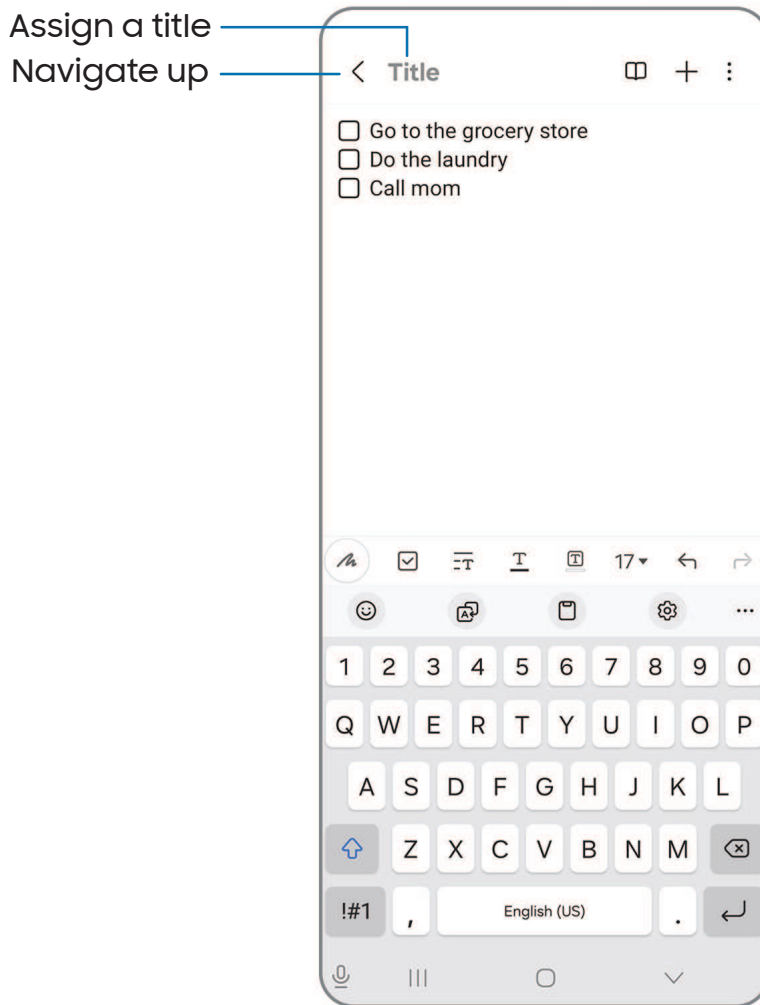 Assign a title
Navigate up
Title
Go to the grocery store
Do the laundry
Call mom
T
T
T
17
A
1 2 3 4 5 6 7 8 9 0
Q W E R T Y U I O P
A S D F G H J K L
Z X C V B N M
!#1 , English (US) .